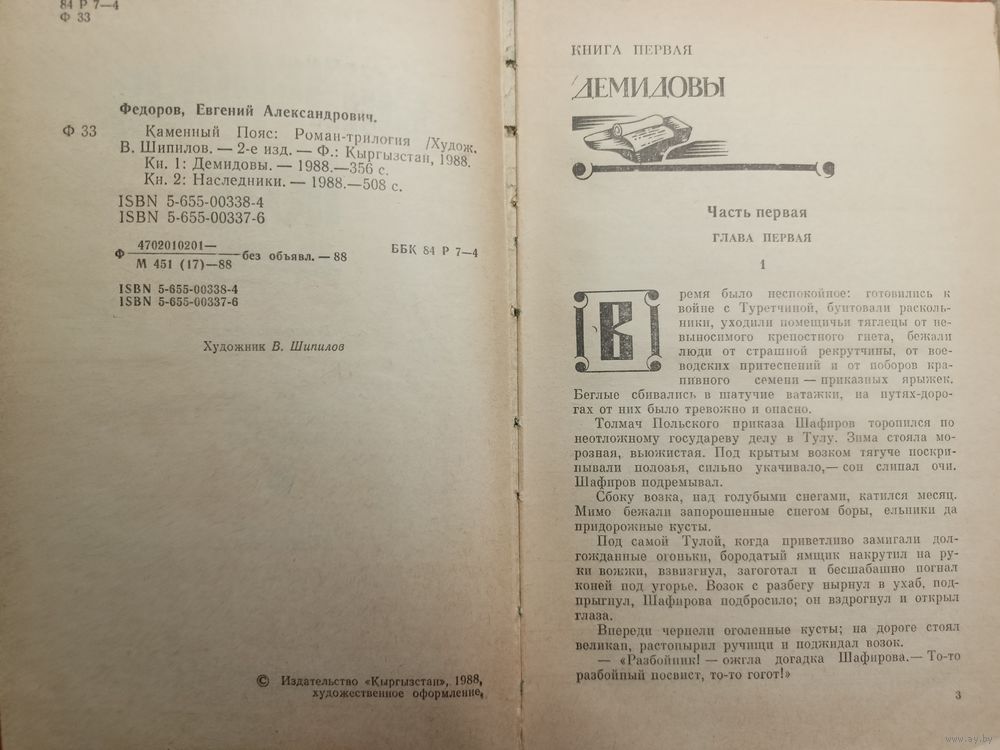 84 Р 7—4
Ф 33
Федоров, Евгений Александрович.
Ф 33 Каменный Пояс: Роман-трилогия /Худож.
В. Шипилов. — 2-е изд. — Ф.: Кыргызстан, 1988.
Кн. 1: Демидовы. — 1988.—356 с.
Кн. 2: Наследники. — 1988.—508 с.
ISBN 5-655-00338-4
ISBN 5-655-00337-6
Ф 4702010201— без объявл. — 88 ББК 84 Р 7—4
М 451 (17)—88
ISBN 5-655-00338-4
ISBN 5-655-00337-6
Художник В. Шипилов
© Издательство «Кыргызстан», 1988,
художественное оформление,
КНИГА ПЕРВАЯ
ДЕМИДОВЫ
Часть первая
ГЛАВА ПЕРВАЯ
1
Время было неспокойное: готовились к
войне с Туретчиной, бунтовали расколь-
ники, уходили помещичьи тяглецы от не-
выносимого крепостного гнета, бежали
люди от страшной рекрутчины, от вое-
водских притеснений и от поборов кра-
пивного семени — приказных ярыжек.
Беглые сбивались в шатучие ватажки, на путях-доро-
гах от них было тревожно и опасно.
Толмач Польского приказа Шафиров торопился по
неотложному государеву делу в Тулу. Зима стояла мо-
розная, вьюжистая. Под крытым возком тягуче поскри-
пывали полозья, сильно укачивало,— сон слипал очи.
Шафиров подремывал.
Сбоку возка, над голубыми снегами, катился месяц.
Мимо бежали запорошенные снегом боры, ельники да
придорожные кусты.
Под самой Тулой, когда приветливо замигали дол-
гожданные огоньки, бородатый ямщик накрутил на ру-
ки вожжи, взвизгнул, загоготал и бесшабашно погнал
коней под угорье. Возок с разбегу нырнул в ухаб, под-
прыгнул, Шафирова подбросило; он вздрогнул и открыл
глаза.
Впереди чернели оголенные кусты; на дороге стоял
великан, растопырил ручищи и поджидал возок.
— «Разбойник! — ожгла догадка Шафирова.— То-то
разбойный посвист, то-то гогот!»
3
www.ay.by